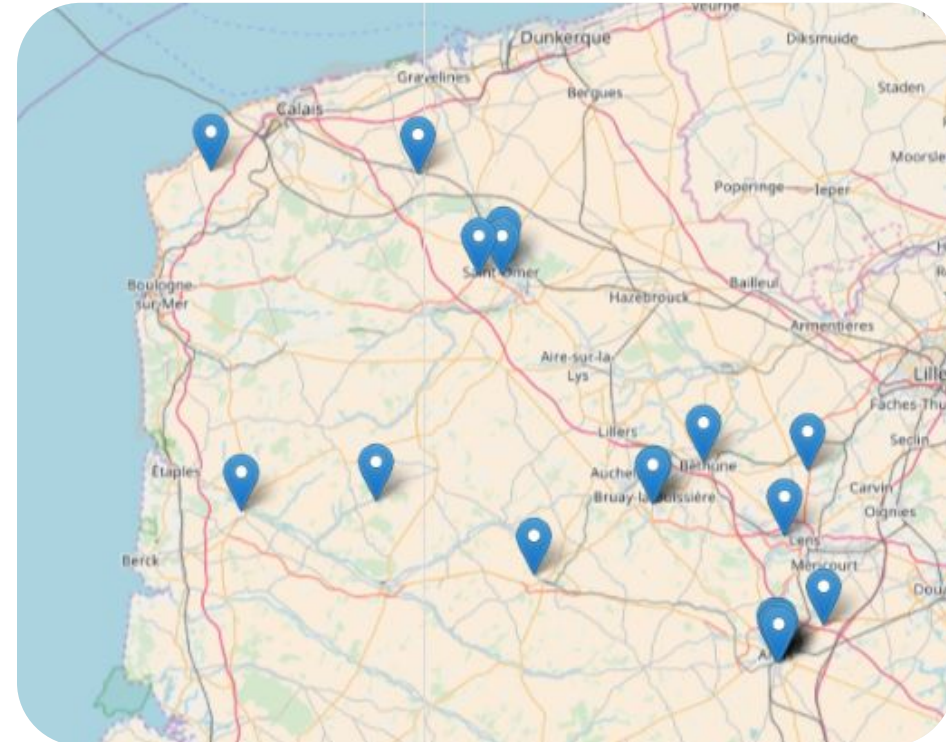 Veurne
Dunkerque
Diksmuide
Gravelines
Bergues
Staden
Calais
Moorsle
Poperinge
Ieper
Saint-Omer
Boulogne-
sur-Mer
Bailleul
Hazebrouck
Armentières
Aire-sur-la-
Lys
Lille
Faches-Thu
Lillers
Seclin
Étaples
Béthune
Auchel
Carvin
Bruay-la-Buissière
Oignies
Lens
Berck
Méricourt
Doua